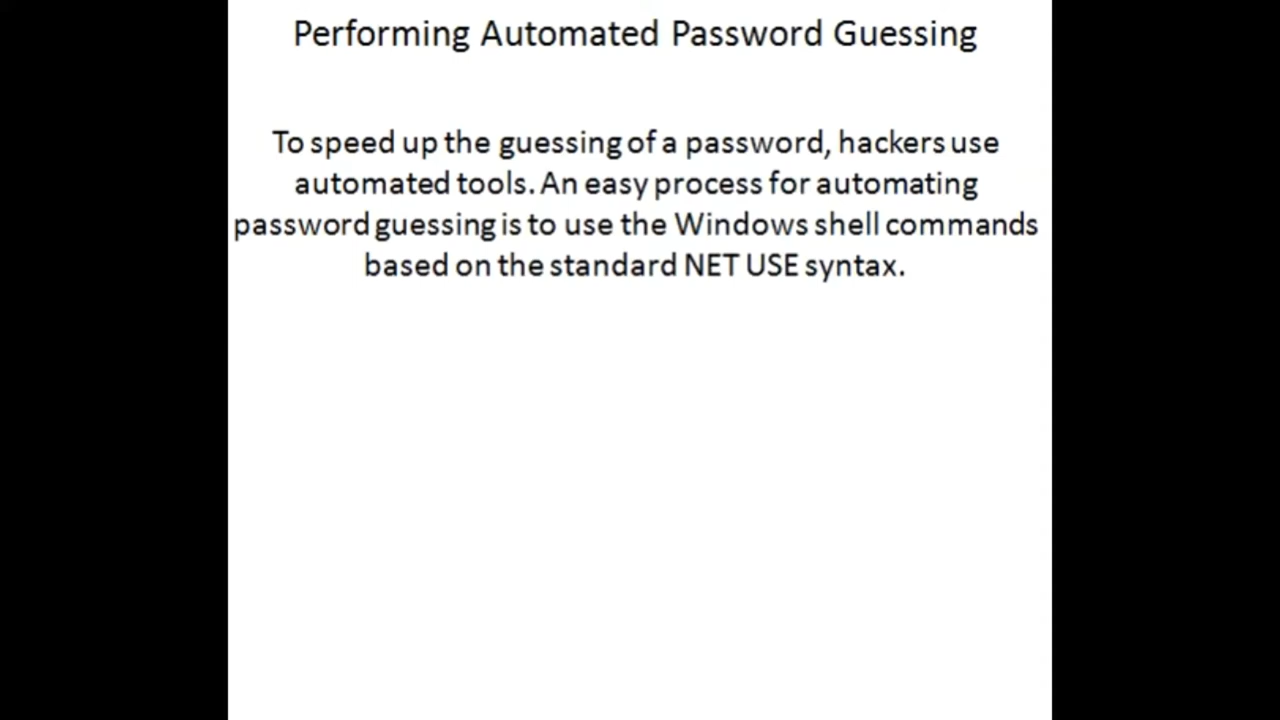 Performing Automated Password Guessing
To speed up the guessing of a password, hackers use
automated tools. An easy process for automating
password guessing is to use the Windows shell commands
based on the standard NET USE syntax.